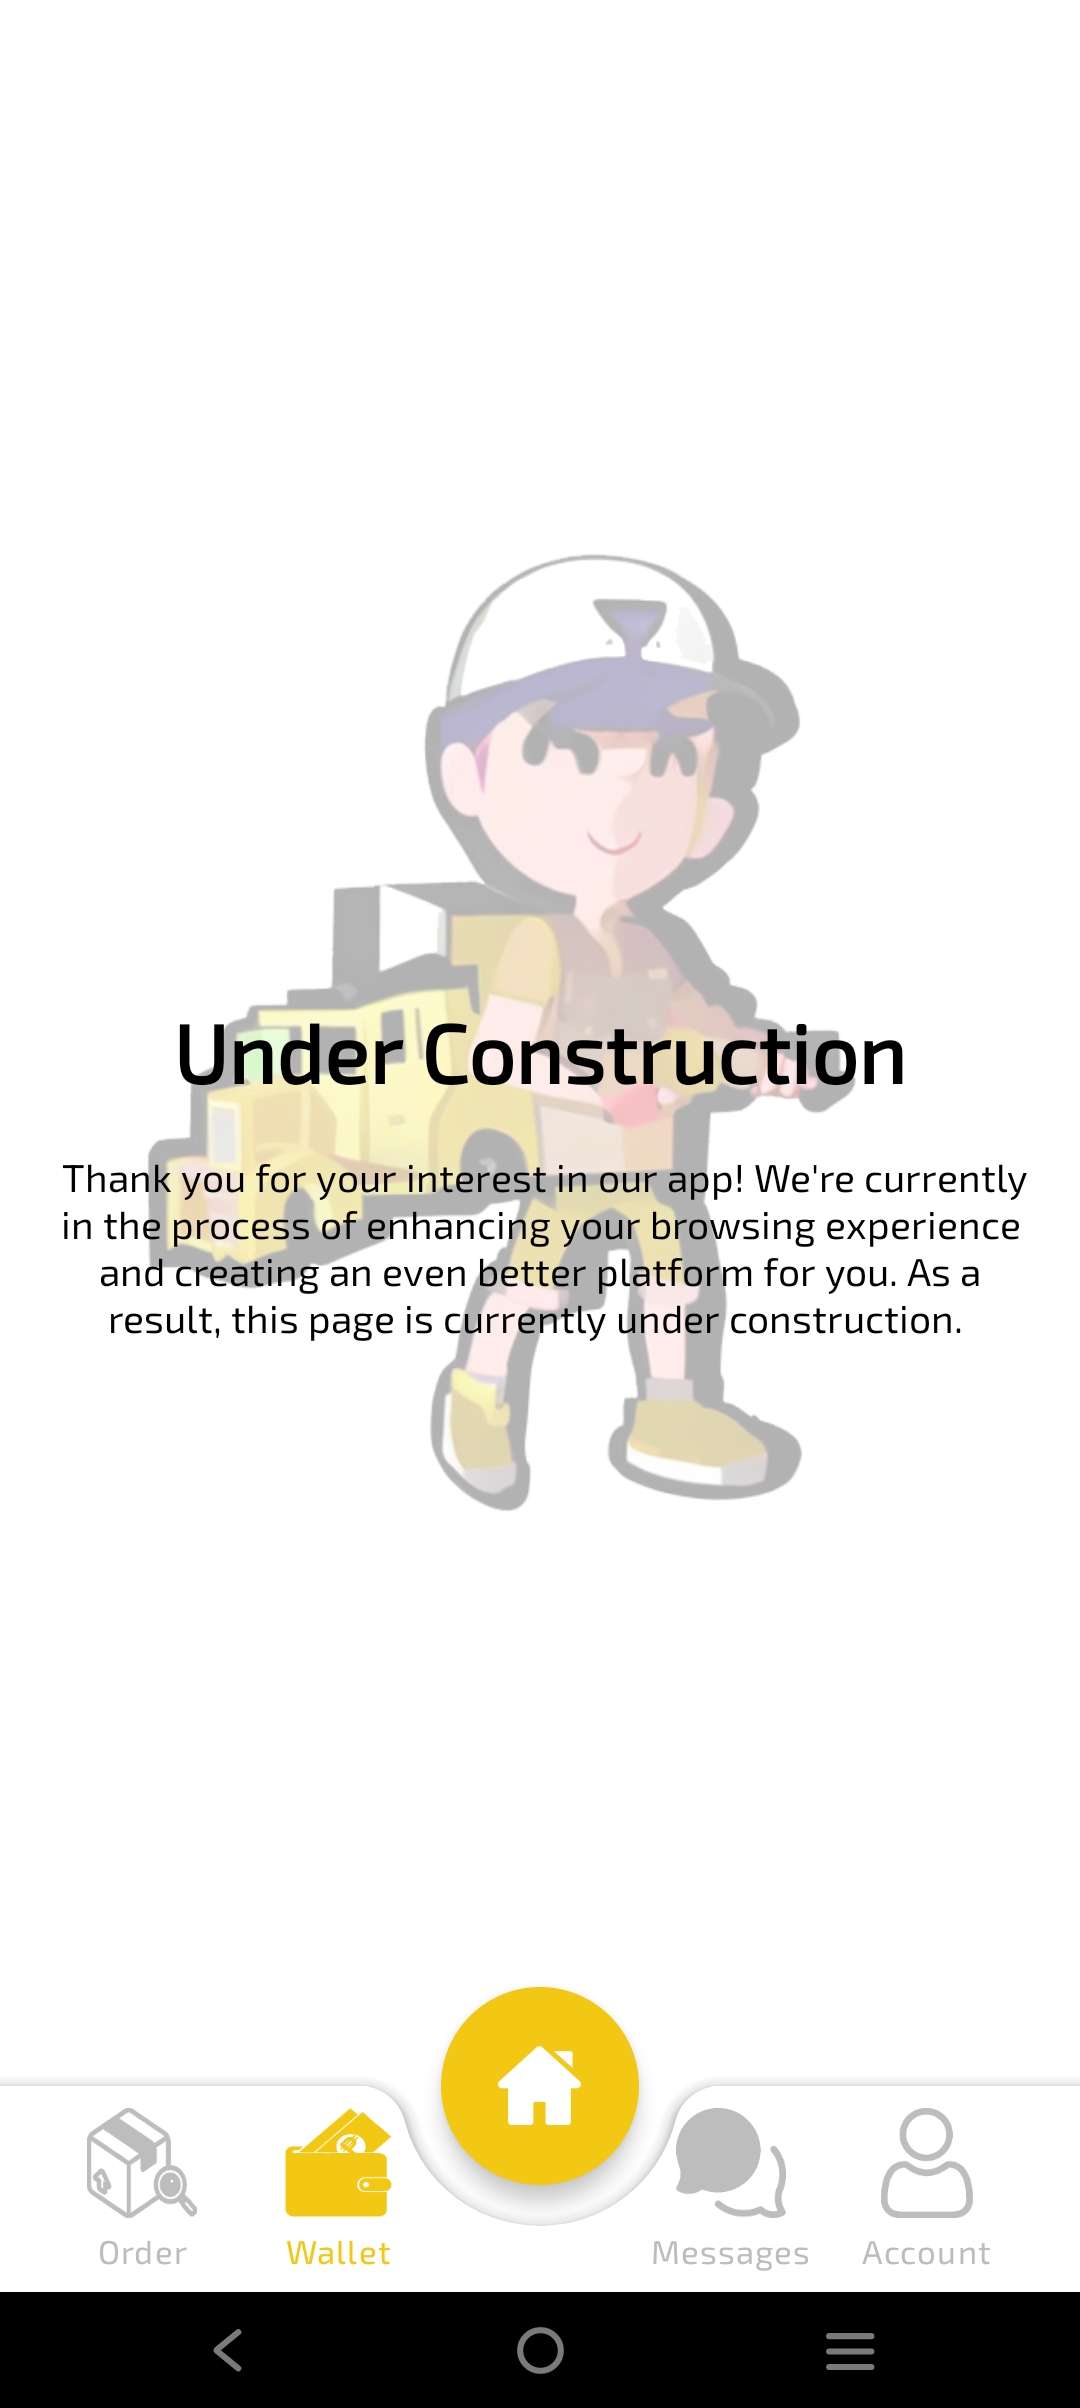 Under Construction
Thank you for your interest in our app! We're currently
in the process of enhancing your browsing experience
and creating an even better platform for you. As a
result, this page is currently under construction.
Order
Wallet
Messages
Account